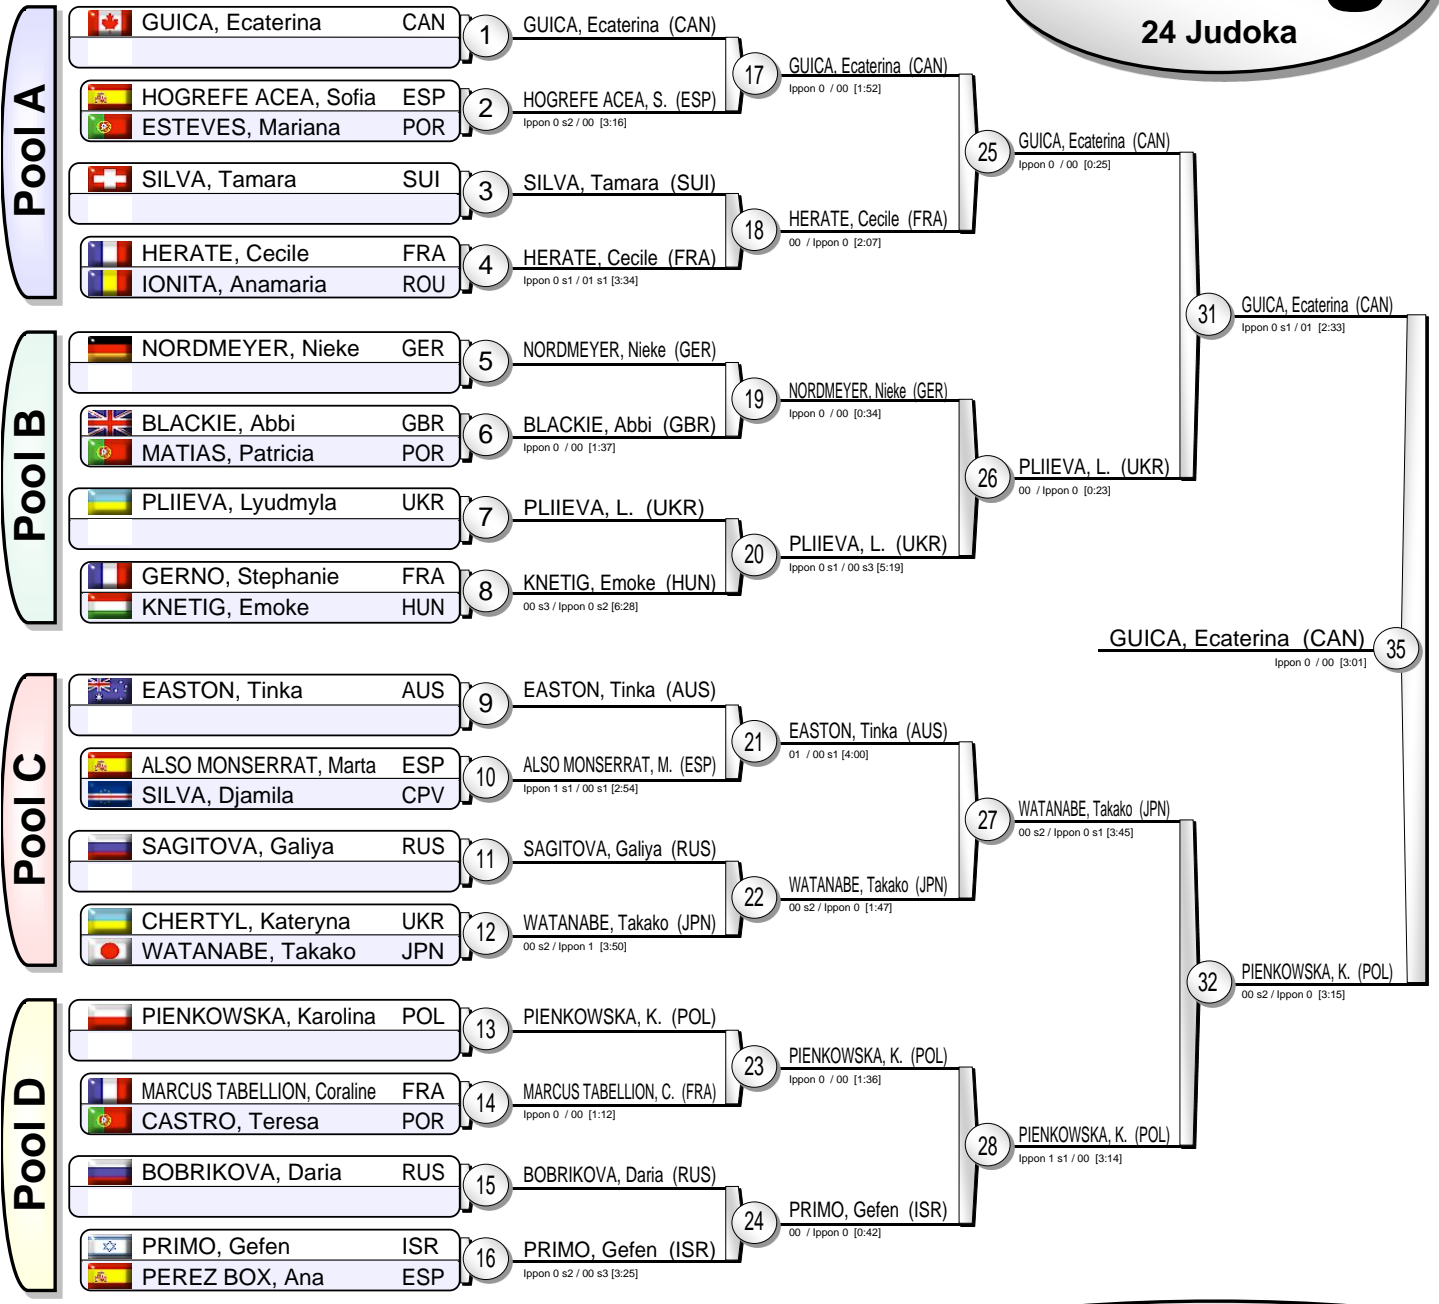 24 Judoka
Pool A
GUICA, Ecaterina CAN
HOGREFE ACEA, Sofia ESP
ESTEVES, Mariana POR
SILVA, Tamara SUI
HERATE, Cecile FRA
IONITA, Anamaria ROU
Pool B
NORDMEYER, Nieke GER
BLACKIE, Abbi GBR
MATIAS, Patricia POR
PLIIEVA, Lyudmyla UKR
GERNO, Stephanie FRA
KNETIG, Emoke HUN
Pool C
EASTON, Tinka AUS
ALSO MONSERRAT, Marta ESP
SILVA, Djamila CPV
SAGITOVA, Galiya RUS
CHERTYL, Kateryna UKR
WATANABE, Takako JPN
Pool D
PIENKOWSKA, Karolina POL
MARCUS TABELLION, Coraline FRA
CASTRO, Teresa POR
BOBRIKOVA, Daria RUS
PRIMO, Gefen ISR
PEREZ BOX, Ana ESP
1 GUICA, Ecaterina (CAN)
2 HOGREFE ACEA, S. (ESP)
Ippon 0 s2 / 00 [3:16]
3 SILVA, Tamara (SUI)
4 HERATE, Cecile (FRA)
Ippon 0 s1 / 01 s1 [3:34]
5 NORDMEYER, Nieke (GER)
6 BLACKIE, Abbi (GBR)
Ippon 0 / 00 [1:37]
7 PLIIEVA, L. (UKR)
8 KNETIG, Emoke (HUN)
00 s3 / Ippon 0 s2 [6:28]
9 EASTON, Tinka (AUS)
10 ALSO MONSERRAT, M. (ESP)
Ippon 1 s1 / 00 s1 [2:54]
11 SAGITOVA, Galiya (RUS)
12 WATANABE, Takako (JPN)
00 s2 / Ippon 1 [3:50]
13 PIENKOWSKA, K. (POL)
14 MARCUS TABELLION, C. (FRA)
Ippon 0 / 00 [1:12]
15 BOBRIKOVA, Daria (RUS)
16 PRIMO, Gefen (ISR)
Ippon 0 s2 / 00 s3 [3:25]
17 GUICA, Ecaterina (CAN)
Ippon 0 / 00 [1:52]
18 HERATE, Cecile (FRA)
00 / Ippon 0 [2:07]
19 NORDMEYER, Nieke (GER)
Ippon 0 / 00 [0:34]
20 PLIIEVA, L. (UKR)
Ippon 0 s1 / 00 s3 [5:19]
21 EASTON, Tinka (AUS)
01 / 00 s1 [4:00]
22 WATANABE, Takako (JPN)
00 s2 / Ippon 0 [1:47]
23 PIENKOWSKA, K. (POL)
Ippon 0 / 00 [1:36]
24 PRIMO, Gefen (ISR)
00 / Ippon 0 [0:42]
25 GUICA, Ecaterina (CAN)
Ippon 0 / 00 [0:25]
26 PLIIEVA, L. (UKR)
00 / Ippon 0 [0:23]
27 WATANABE, Takako (JPN)
00 s2 / Ippon 0 s1 [3:45]
28 PIENKOWSKA, K. (POL)
Ippon 1 s1 / 00 [3:14]
31 GUICA, Ecaterina (CAN)
Ippon 0 s1 / 01 [2:33]
32 PIENKOWSKA, K. (POL)
00 s2 / Ippon 0 [3:15]
GUICA, Ecaterina (CAN) 35
Ippon 0 / 00 [3:01]